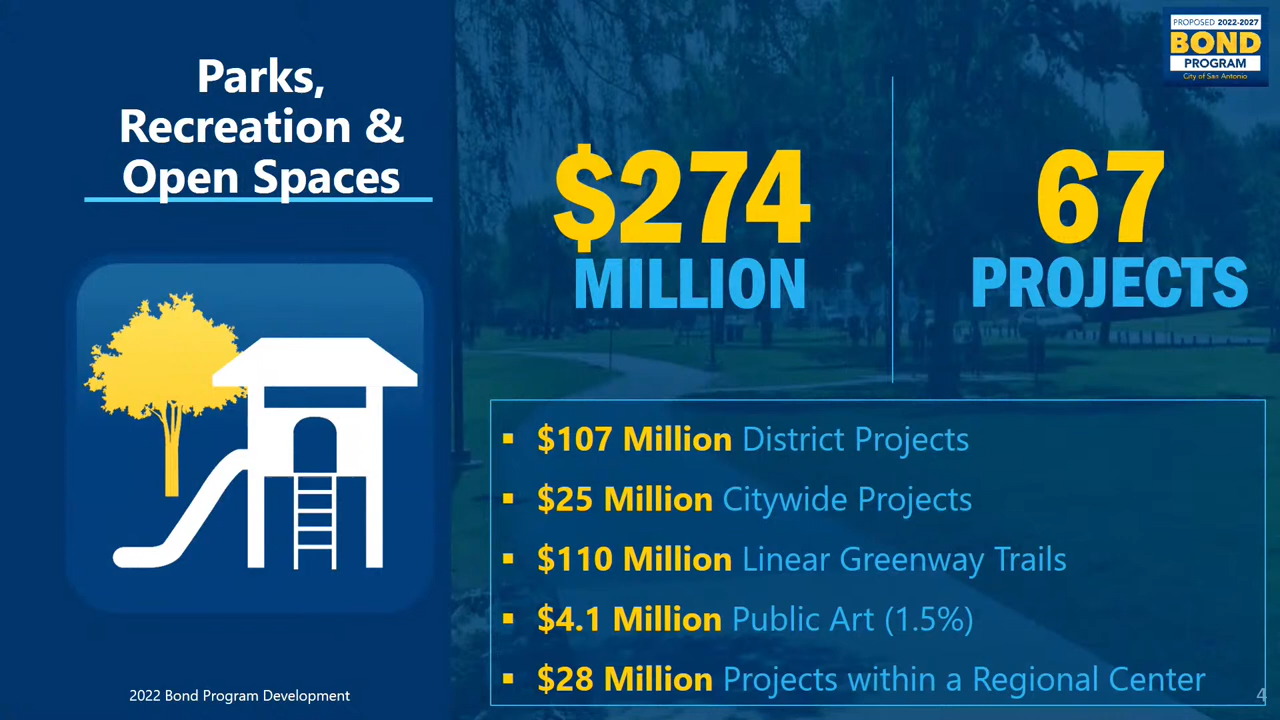 Parks,
Recreation &
Open Spaces
2022 Bond Program Development
PROPOSED 2022-2027
BOND
PROGRAM
City of San Antonio
$274
MILLION
67
PROJECTS
▪ $107 Million District Projects
▪ $25 Million Citywide Projects
▪ $110 Million Linear Greenway Trails
▪ $4.1 Million Public Art (1.5%)
▪ $28 Million Projects within a Regional Center
4